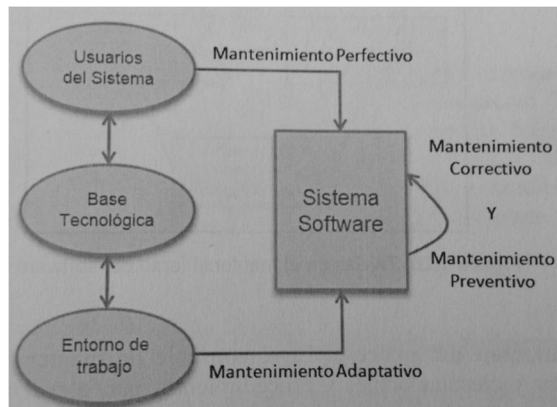 Usuarios
del Sistema
Mantenimiento Perfectivo
Base
Tecnológica
Sistema
Software
Mantenimiento
Correctivo
Y
Mantenimiento
Preventivo
Entorno de
trabajo
Mantenimiento Adaptativo